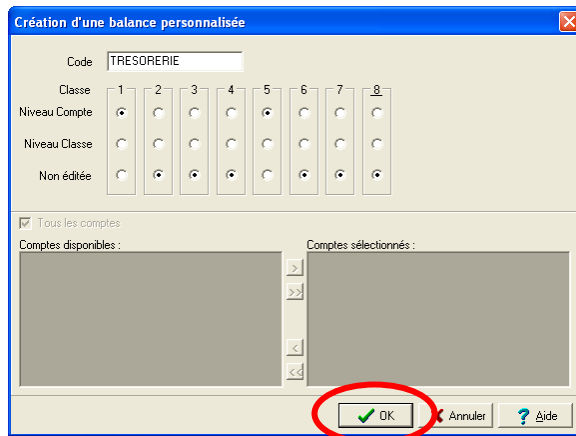 Création d'une balance personnalisée
Code TRESORERIE
Classe 1 2 3 4 5 6 7 8
Niveau Compte
Niveau Classe
Non éditée
Tous les comptes
Comptes disponibles : Comptes sélectionnés :
>
>>
<
<<
OK Annuler ? Aide